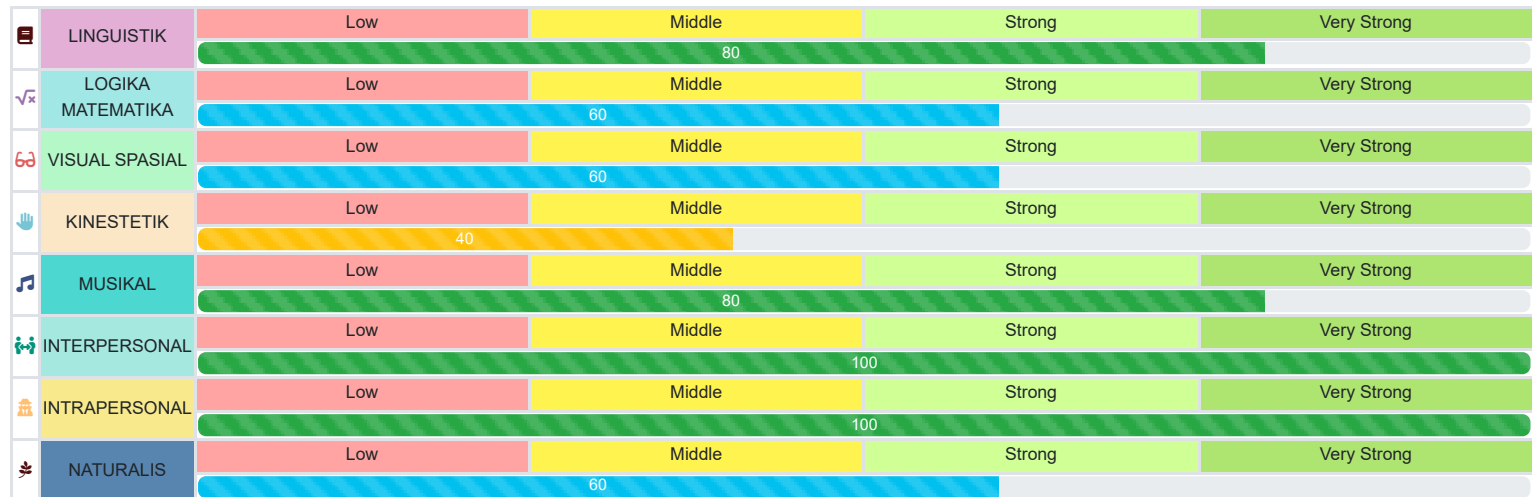 LINGUISTIK
Low Middle Strong Very Strong
80
LOGIKA
MATEMATIKA
Low Middle Strong Very Strong
60
VISUAL SPASIAL
Low Middle Strong Very Strong
60
KINESTETIK
Low Middle Strong Very Strong
40
MUSIKAL
Low Middle Strong Very Strong
80
INTERPERSONAL
Low Middle Strong Very Strong
100
INTRAPERSONAL
Low Middle Strong Very Strong
100
NATURALIS
Low Middle Strong Very Strong
60